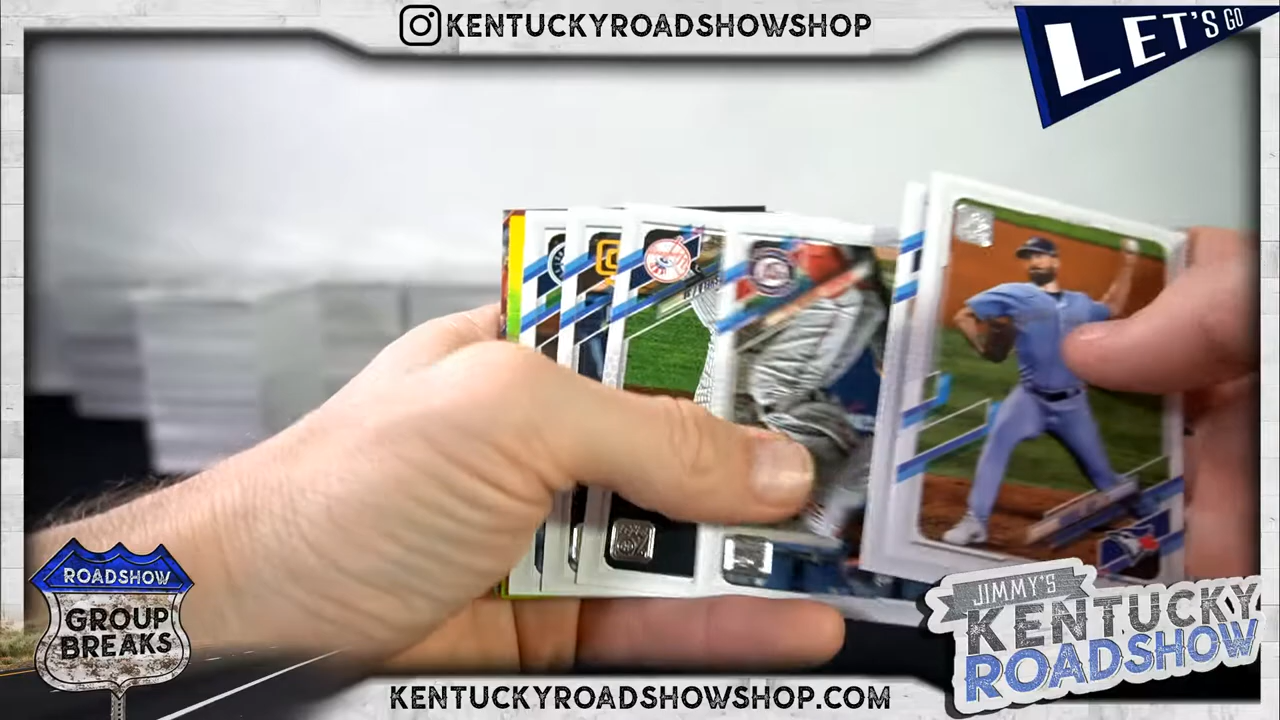 KENTUCKYROADSHOWSHOP
LET'S GO
ROADSHOW
GROUP
BREAKS
JIMMY'S
KENTUCKY
ROADSHOW
KENTUCKYROADSHOWSHOP.COM